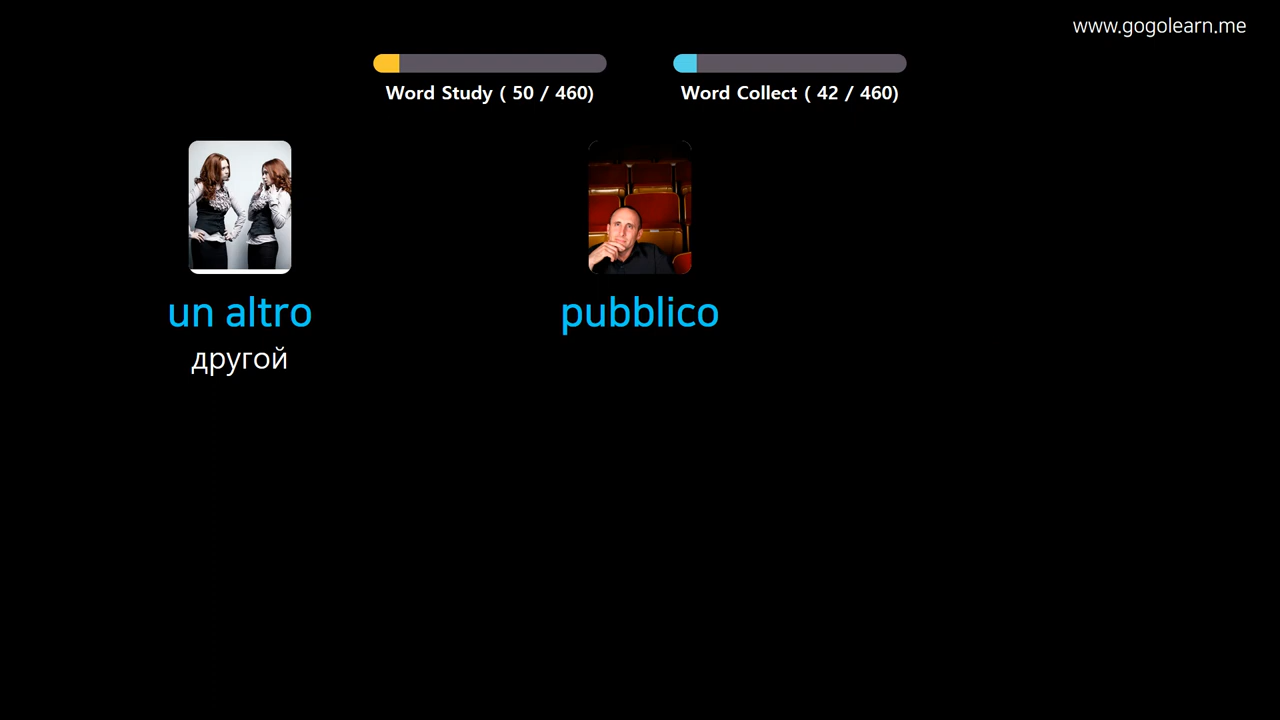 www.gogolearn.me
Word Study ( 50 / 460)
Word Collect ( 42 / 460)
un altro
другой
pubblico